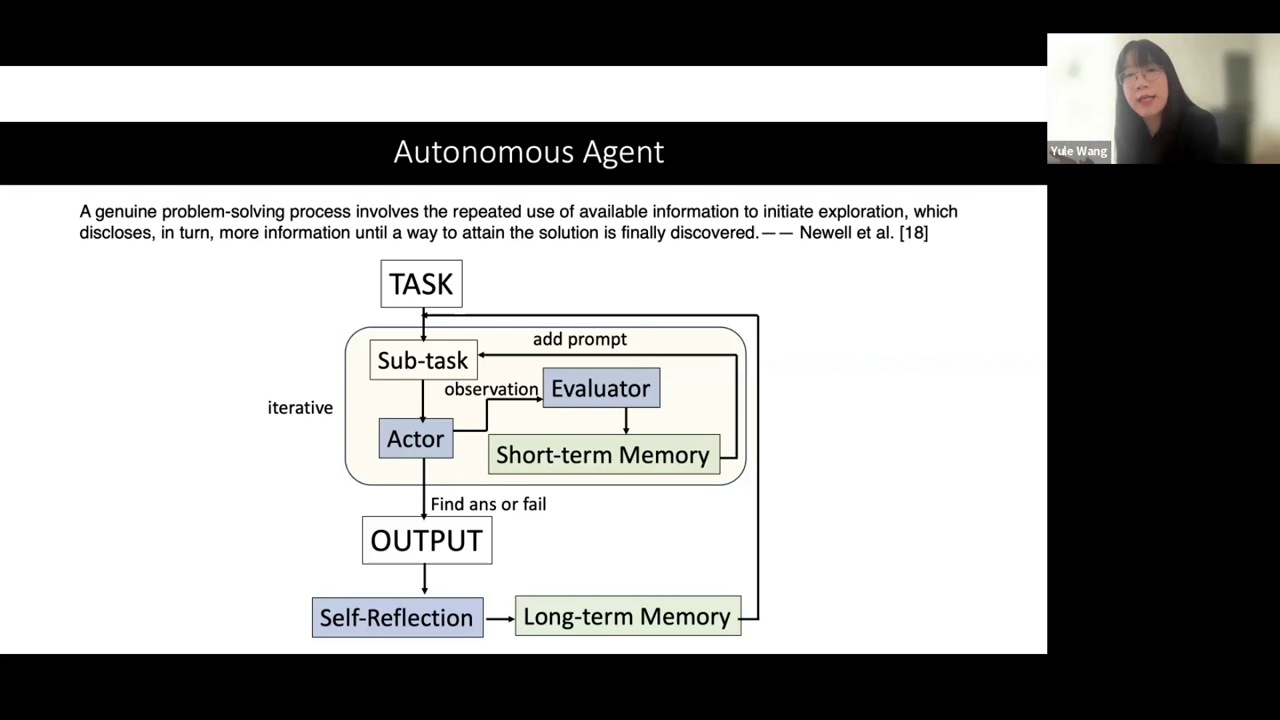 Autonomous Agent
Yule Wang
A genuine problem-solving process involves the repeated use of available information to initiate exploration, which
discloses, in turn, more information until a way to attain the solution is finally discovered.—— Newell et al. [18]
TASK
add prompt
Sub-task
observation
Evaluator
iterative
Actor
Short-term Memory
Find ans or fail
OUTPUT
Self-Reflection
Long-term Memory